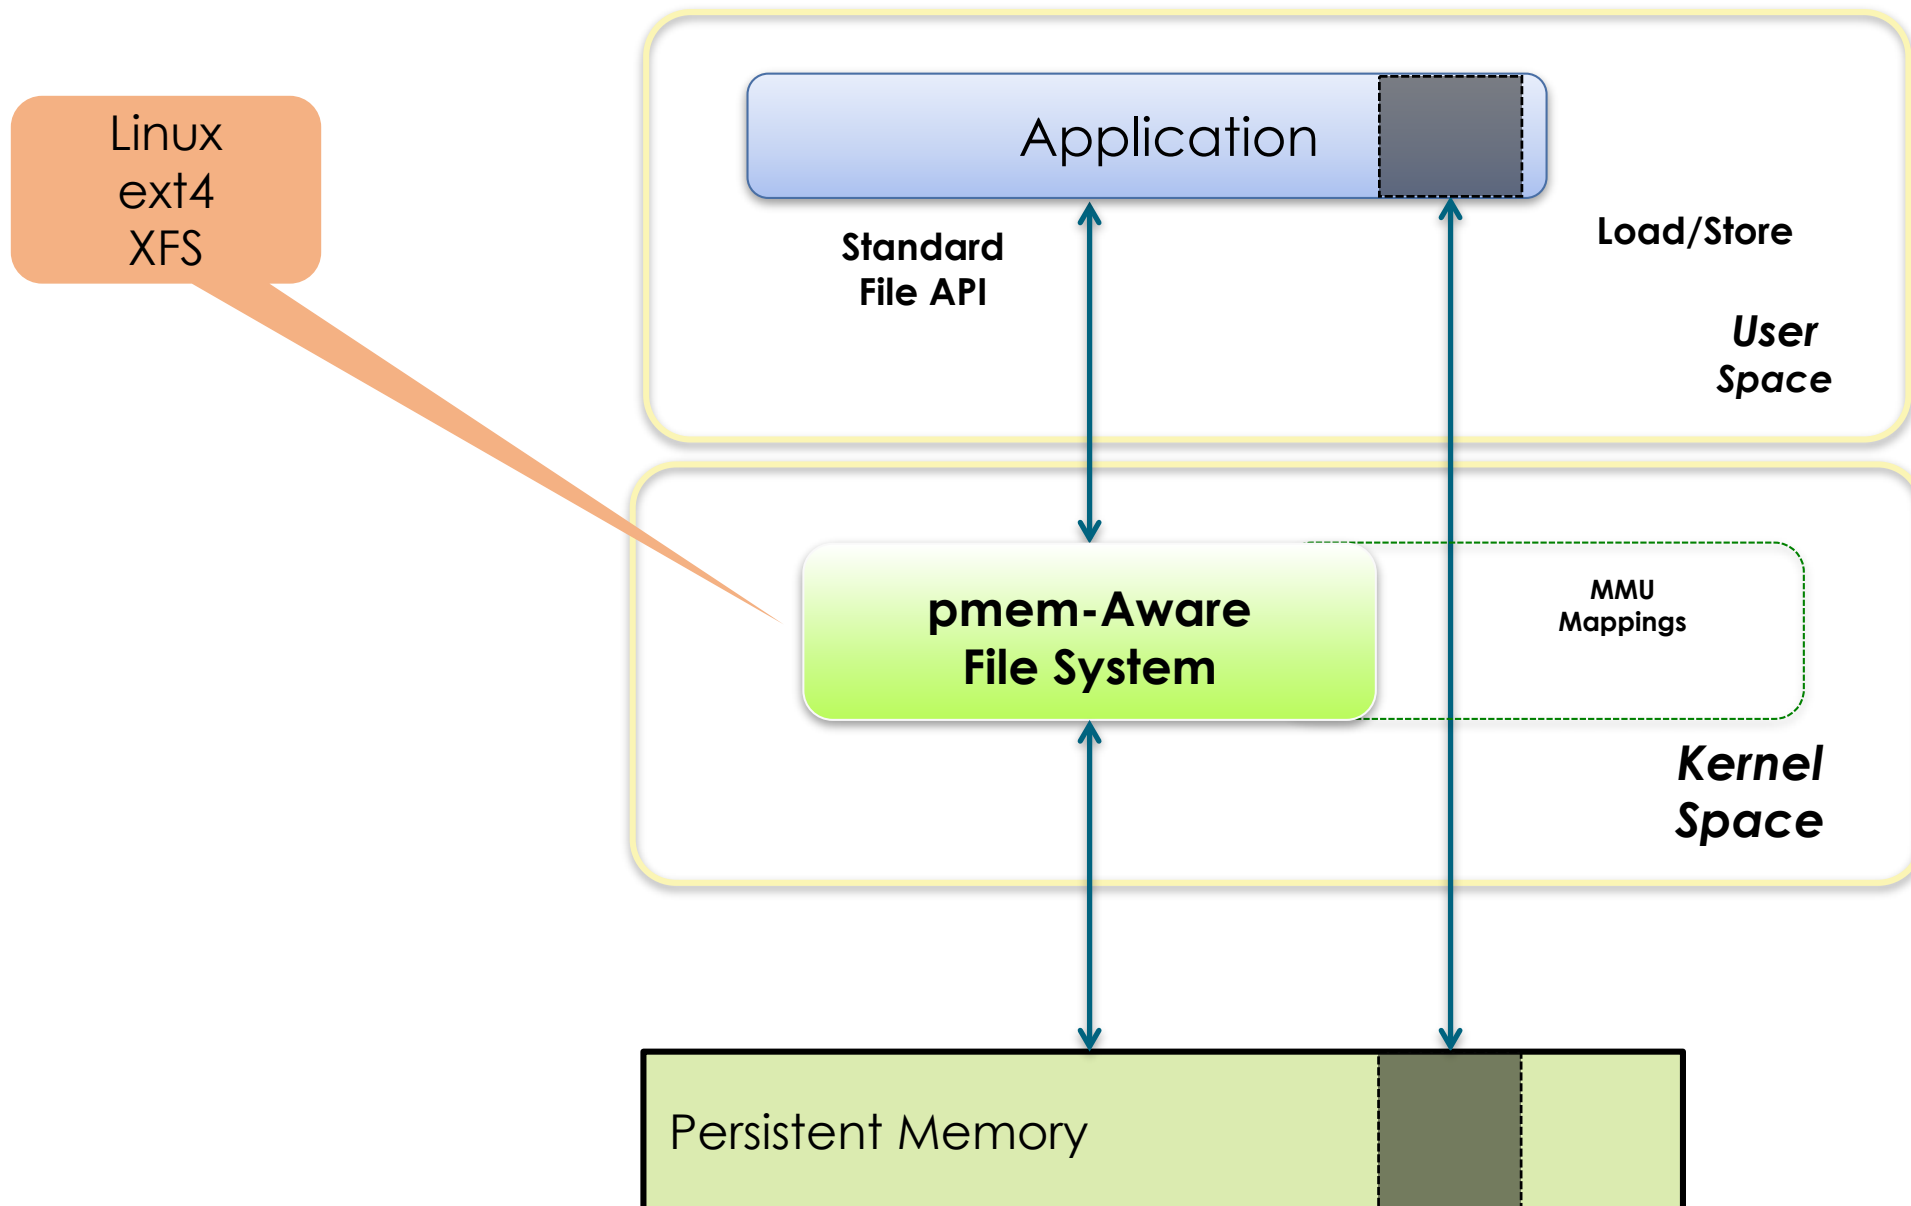 Linux
ext4
XFS
Application
Standard
File API
Load/Store
User
Space
pmem-Aware
File System
MMU
Mappings
Kernel
Space
Persistent Memory